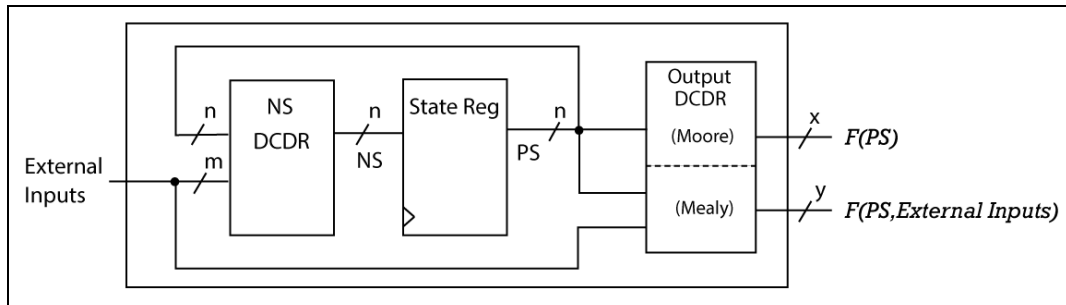 External
Inputs
n
m
NS
DCDR
n
NS
State Reg
n
PS
Output
DCDR
(Moore)
(Mealy)
x
F(PS)
y
F(PS,External Inputs)